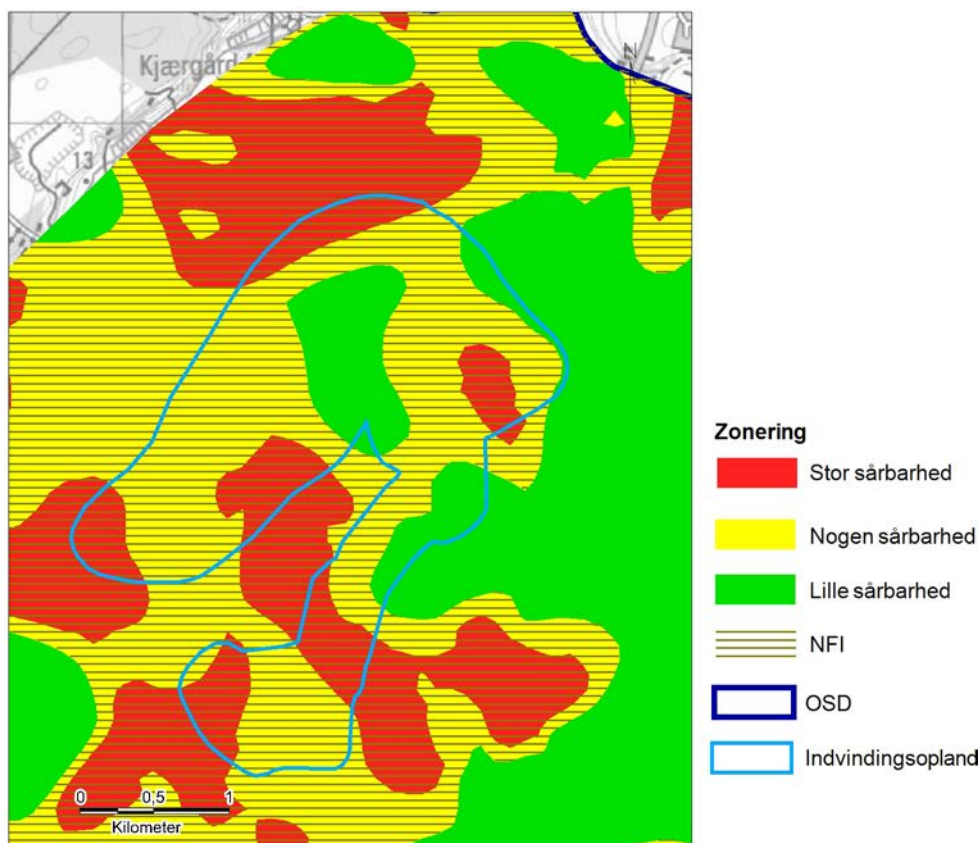 Kjærgård
N
13
0 0,5 1
Kilometer
Zonering
Stor sårbarhed
Nogen sårbarhed
Lille sårbarhed
NFI
OSD
Indvindingsopland